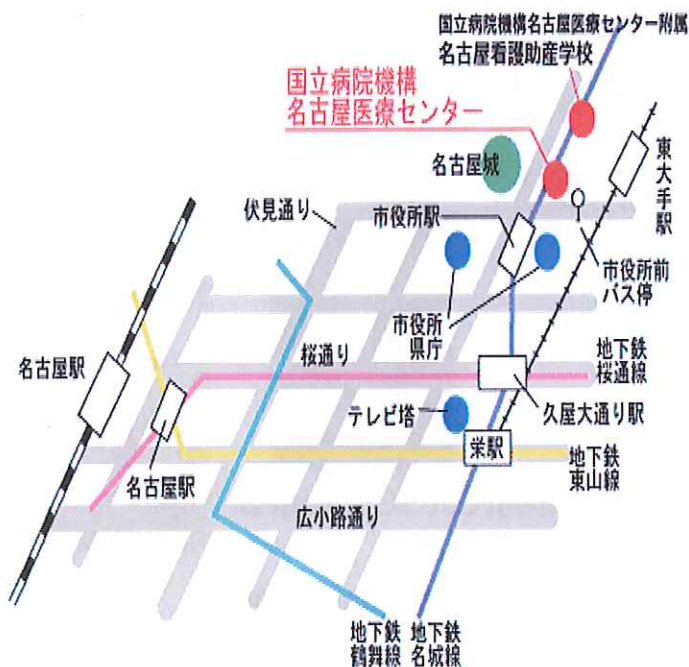 国立病院機構名古屋医療センター附属
名古屋看護助産学校
国立病院機構
名古屋医療センター
名古屋城
東大手駅
伏見通り
市役所駅
市役所前
バス停
市役所
県庁
名古屋駅
桜通り
地下鉄
桜通線
テレビ塔
久屋大通り駅
栄駅
名古屋駅
地下鉄
東山線
広小路通り
地下鉄
鶴舞線
地下鉄
名城線